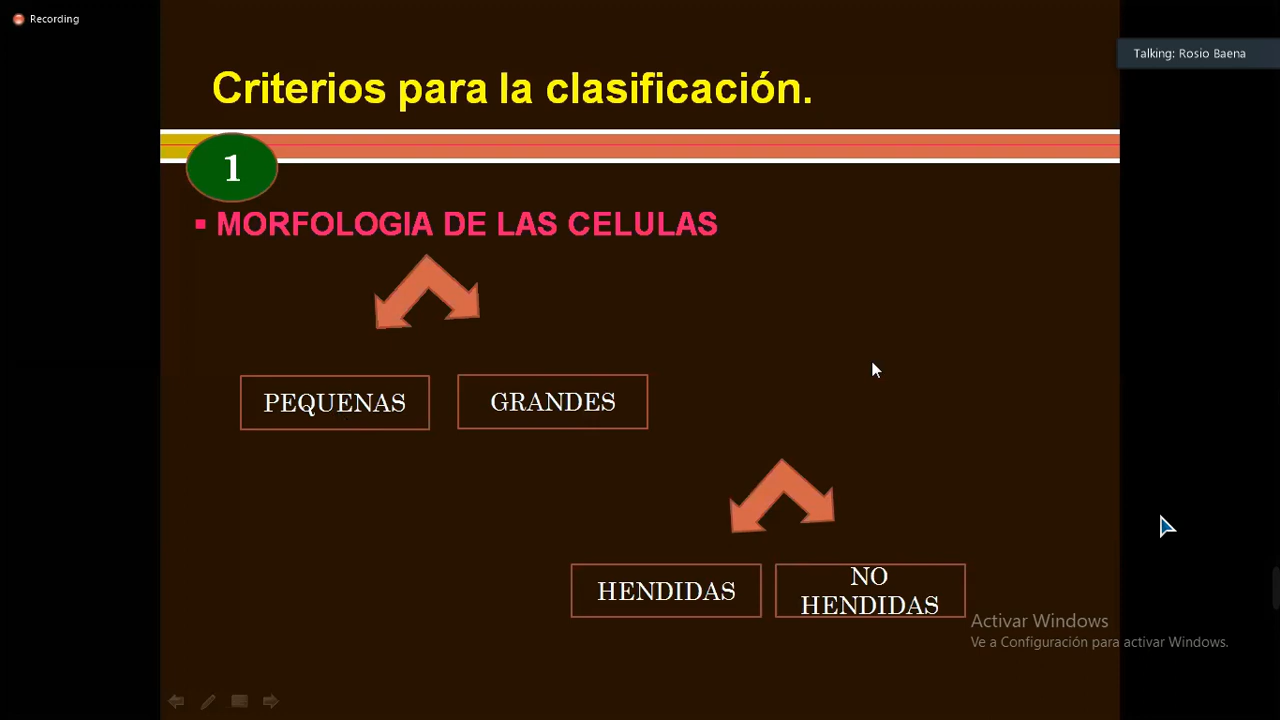 Recording
Talking: Rosio Baena
Criterios para la clasificación.
1
MORFOLOGIA DE LAS CELULAS
PEQUENAS
GRANDES
HENDIDAS
NO
HENDIDAS
Activar Windows
Ve a Configuración para activar Windows.